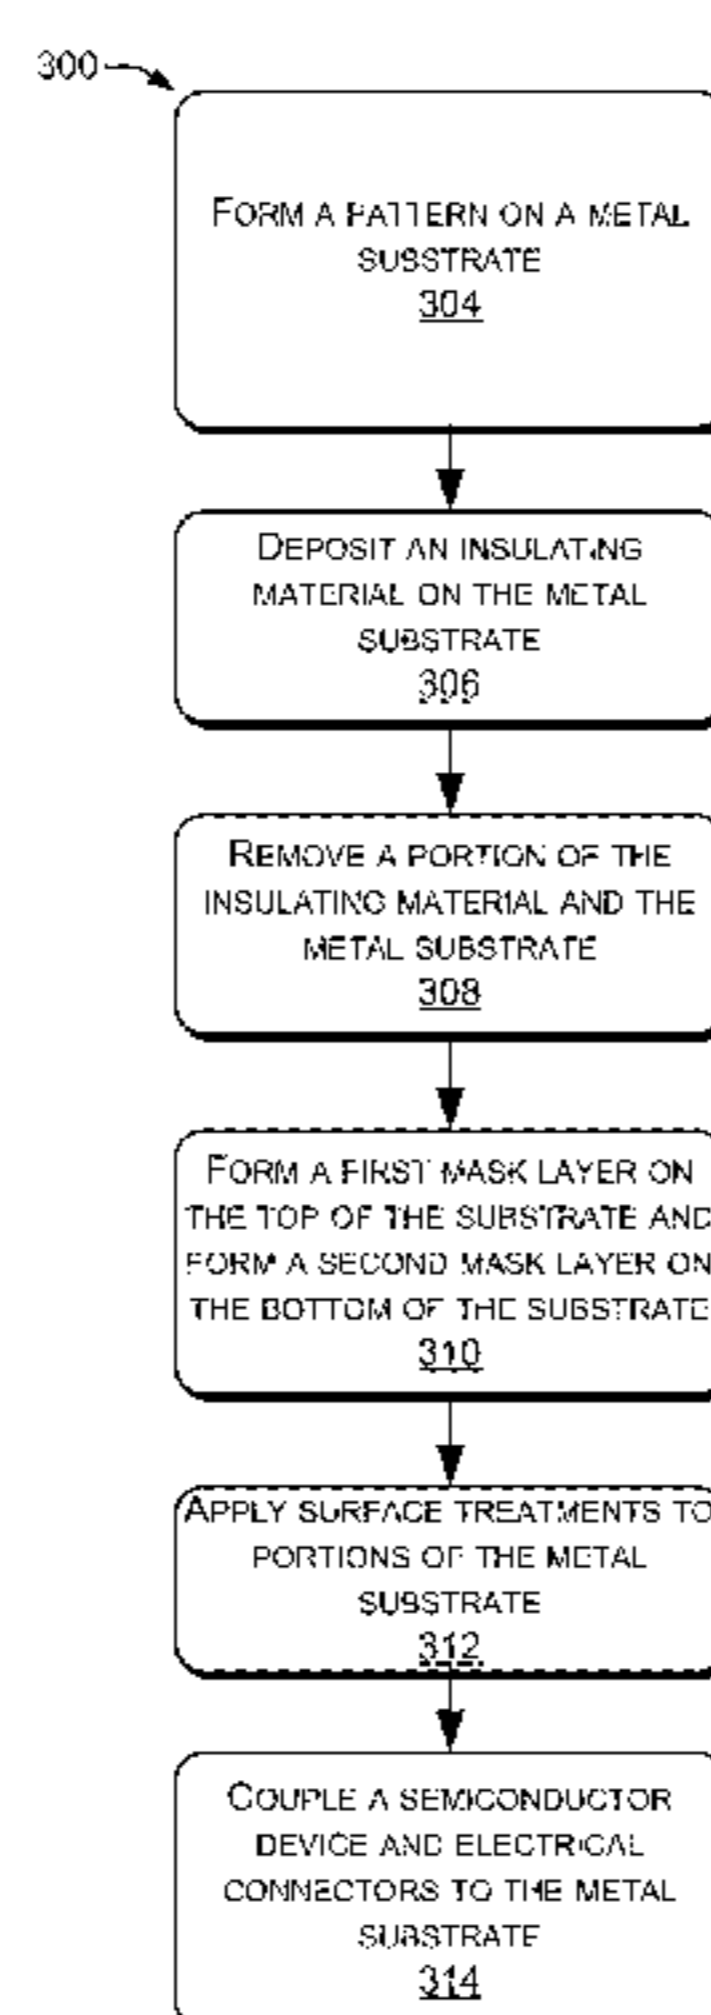 300
FORM A PATTERN ON A METAL
SUBSTRATE
304
DEPOSIT AN INSULATING
MATERIAL ON THE METAL
SUBSTRATE
306
REMOVE A PORTION OF THE
INSULATING MATERIAL AND THE
METAL SUBSTRATE
308
FORM A FIRST MASK LAYER ON
THE TOP OF THE SUBSTRATE AND
FORM A SECOND MASK LAYER ON
THE BOTTOM OF THE SUBSTRATE
310
APPLY SURFACE TREATMENTS TO
PORTIONS OF THE METAL
SUBSTRATE
312
COUPLE A SEMICONDUCTOR
DEVICE AND ELECTRICAL
CONNECTORS TO THE METAL
SUBSTRATE
314